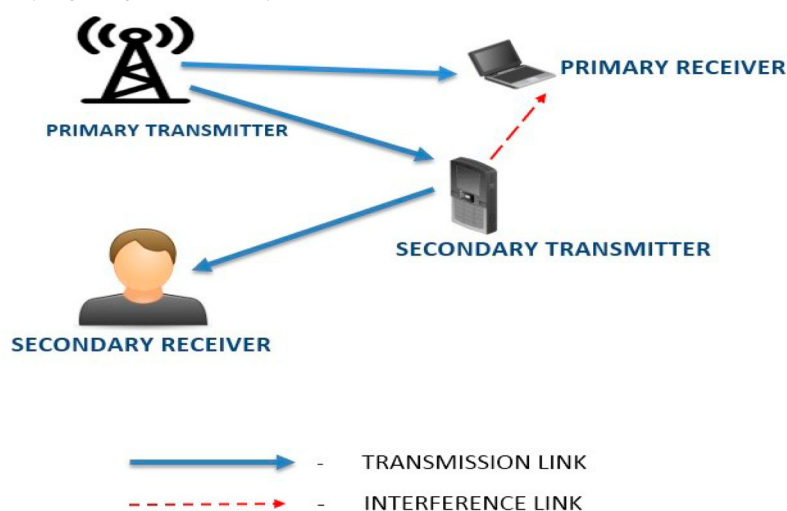 PRIMARY RECEIVER
PRIMARY TRANSMITTER
SECONDARY TRANSMITTER
SECONDARY RECEIVER
- TRANSMISSION LINK
- INTERFERENCE LINK